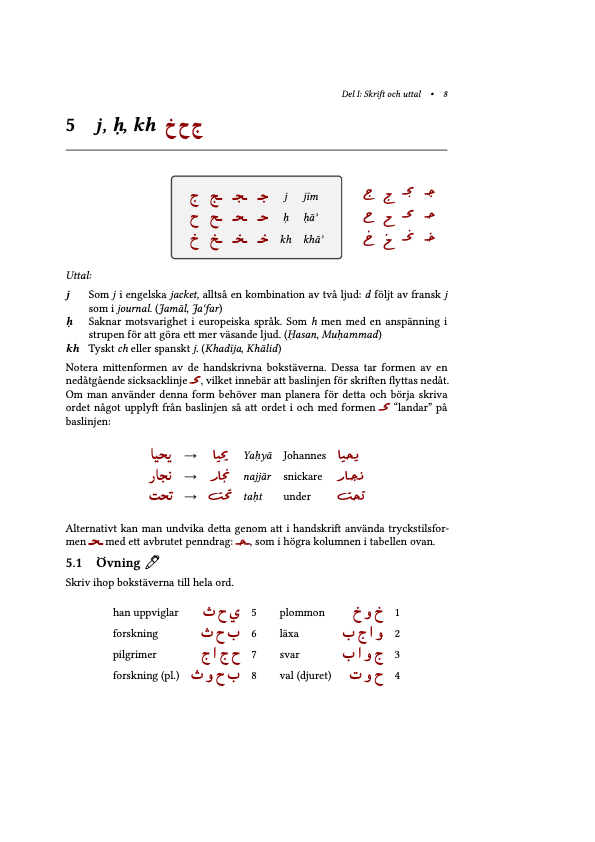 Del I: Skrift och uttal • 8
5 j, ḥ, kh ج ح خ
ج ـج ـجـ جـ j jīm ج ج ـجـ جـ
ح ـح ـحـ حـ ḥ ḥāʾ ح ح ـحـ حـ
خ ـخ ـخـ خـ kh khāʾ خ خ ـخـ خـ
Uttal:
j Som j i engelska jacket, alltså en kombination av två ljud: d följt av fransk j
som i journal. (Jamāl, Jaʿfar)
ḥ Saknar motsvarighet i europeiska språk. Som h men med en anspänning i
strupen för att göra ett mer väsande ljud. (Ḥasan, Muḥammad)
kh Tyskt ch eller spanskt j. (Khadīja, Khālid)
Notera mittenformen av de handskrivna bokstäverna. Dessa tar formen av en
nedåtgående sicksacklinje ـحـ, vilket innebär att baslinjen för skriften flyttas nedåt.
Om man använder denna form behöver man planera för detta och börja skriva
ordet något upplyft från baslinjen så att ordet i och med formen ـحـ “landar” på
baslinjen:
يحيا → يحيا Yaḥyā Johannes يحيا
نجار → نجار najjār snickare نجار
تحت → تحت taḥt under تحت
Alternativt kan man undvika detta genom att i handskrift använda tryckstilsfor-
men ـحـ med ett avbrutet penndrag: ـحـ, som i högra kolumnen i tabellen ovan.
5.1 Övning
Skriv ihop bokstäverna till hela ord.
han uppviglar ي ح ث 5 plommon خ و خ 1
forskning ب ح ث 6 läxa و ا ج ب 2
pilgrimer ح ج ا ج 7 svar ج و ا ب 3
forskning (pl.) ب ح و ث 8 val (djuret) ح و ت 4